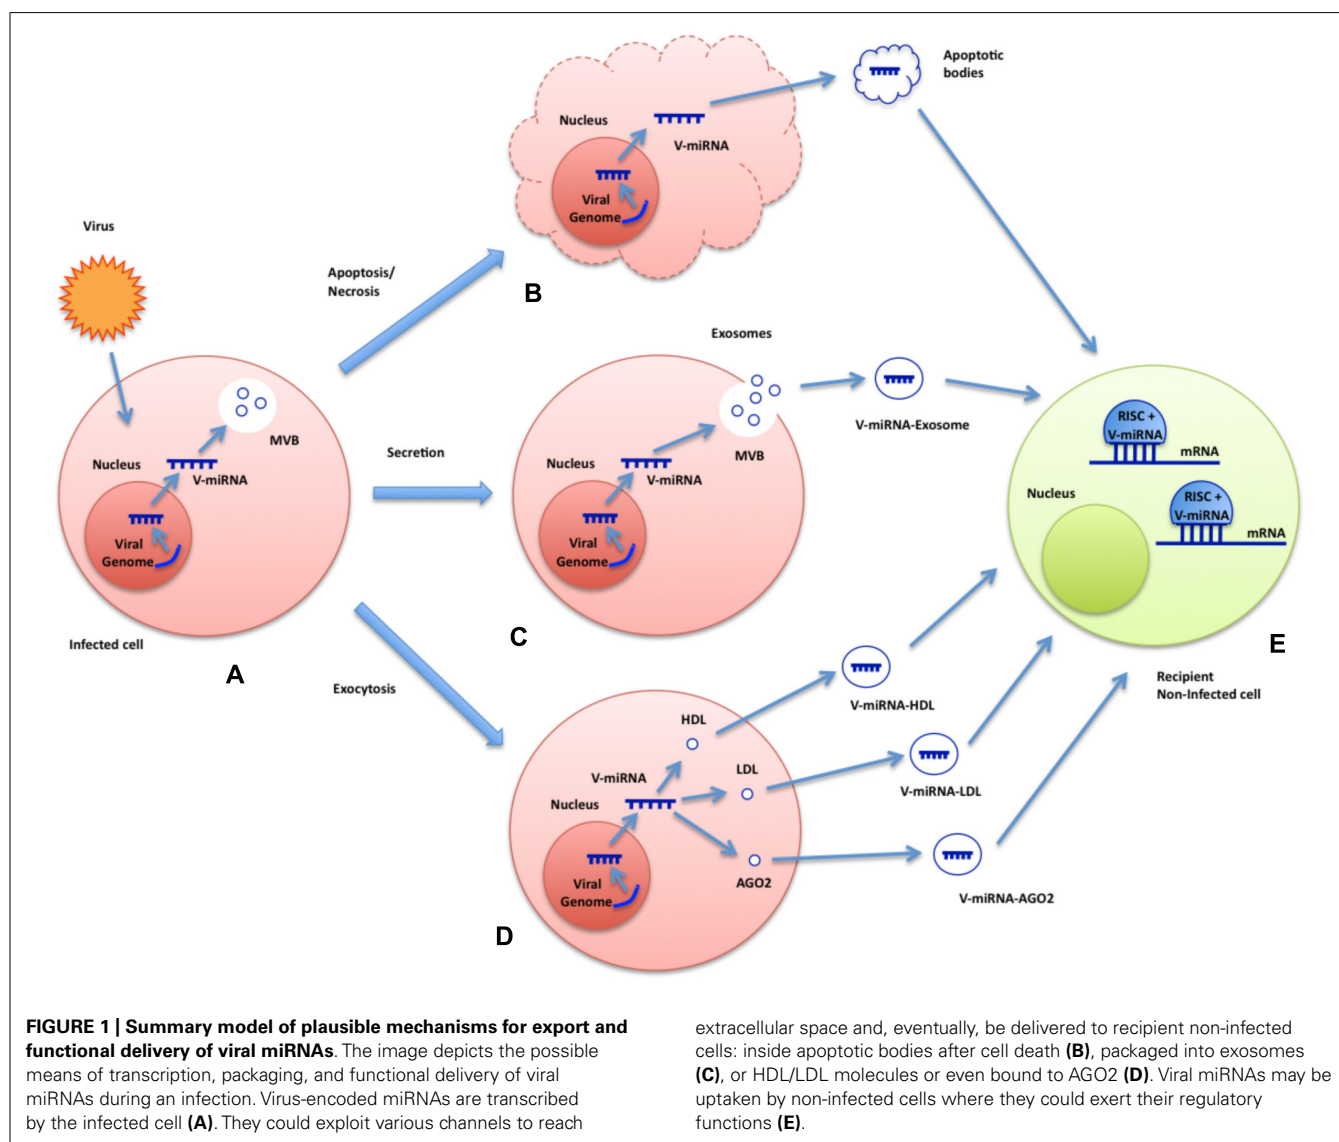 Apoptotic
bodies
Nucleus
V-miRNA
Viral
Genome
B
Virus
Apoptosis/
Necrosis
Nucleus
MVB
V-miRNA
Viral
Genome
Infected cell
A
Secretion
Exosomes
Nucleus
MVB
V-miRNA
Viral
Genome
C
V-miRNA-Exosome
RISC +
V-miRNA
mRNA
Nucleus
RISC +
V-miRNA
mRNA
E
Recipient
Non-Infected cell
Exocytosis
HDL
V-miRNA
LDL
Nucleus
AGO2
Viral
Genome
D
V-miRNA-HDL
V-miRNA-LDL
V-miRNA-AGO2
FIGURE 1 | Summary model of plausible mechanisms for export and
functional delivery of viral miRNAs. The image depicts the possible
means of transcription, packaging, and functional delivery of viral
miRNAs during an infection. Virus-encoded miRNAs are transcribed
by the infected cell (A). They could exploit various channels to reach
extracellular space and, eventually, be delivered to recipient non-infected
cells: inside apoptotic bodies after cell death (B), packaged into exosomes
(C), or HDL/LDL molecules or even bound to AGO2 (D). Viral miRNAs may be
uptaken by non-infected cells where they could exert their regulatory
functions (E).